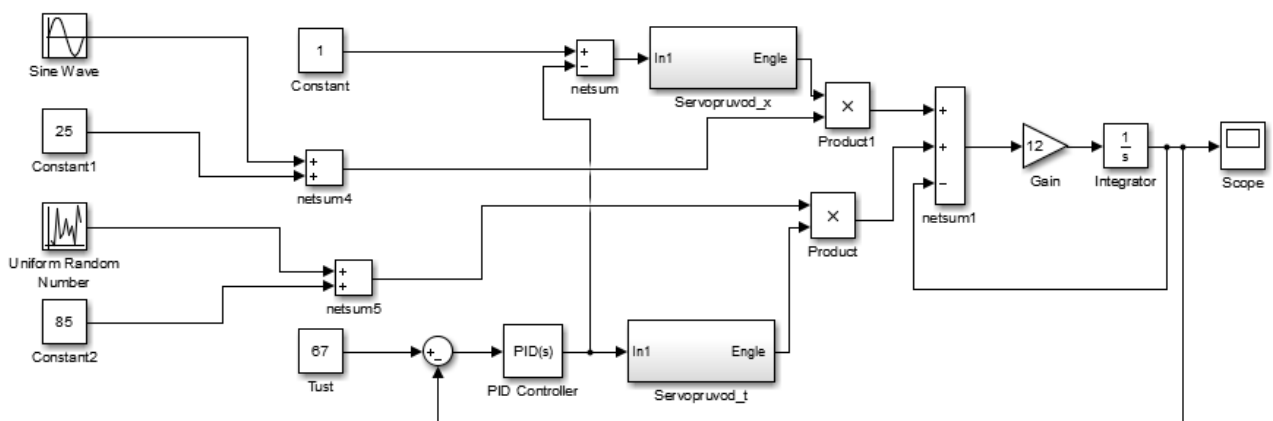 Sine Wave
1
Constant
+
−
netsum
In1
Engle
Servopruvod_x
×
Product1
25
Constant1
+
+
netsum4
+
+
−
netsum1
12
Gain
1
s
Integrator
Scope
Uniform Random
Number
+
+
netsum5
×
Product
85
Constant2
67
Tust
+
−
PID(s)
PID Controller
In1
Engle
Servopruvod_t